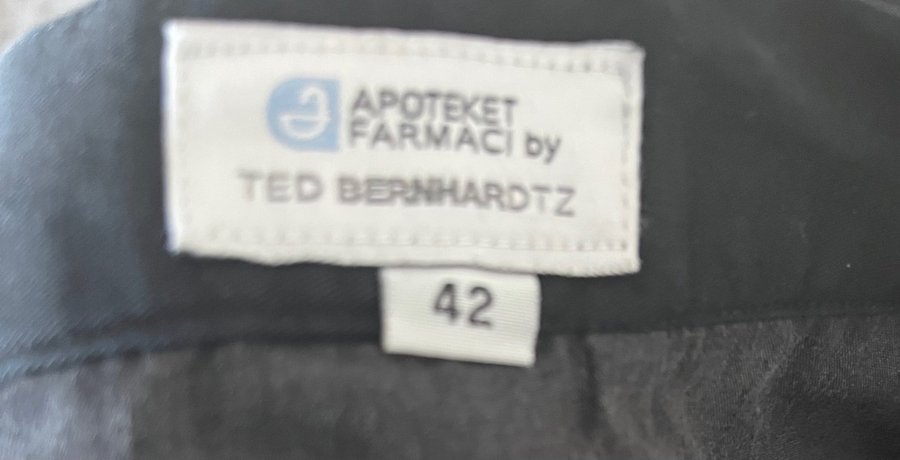 APOTEKET
FARMACI by
TED BERNHARDTZ
42